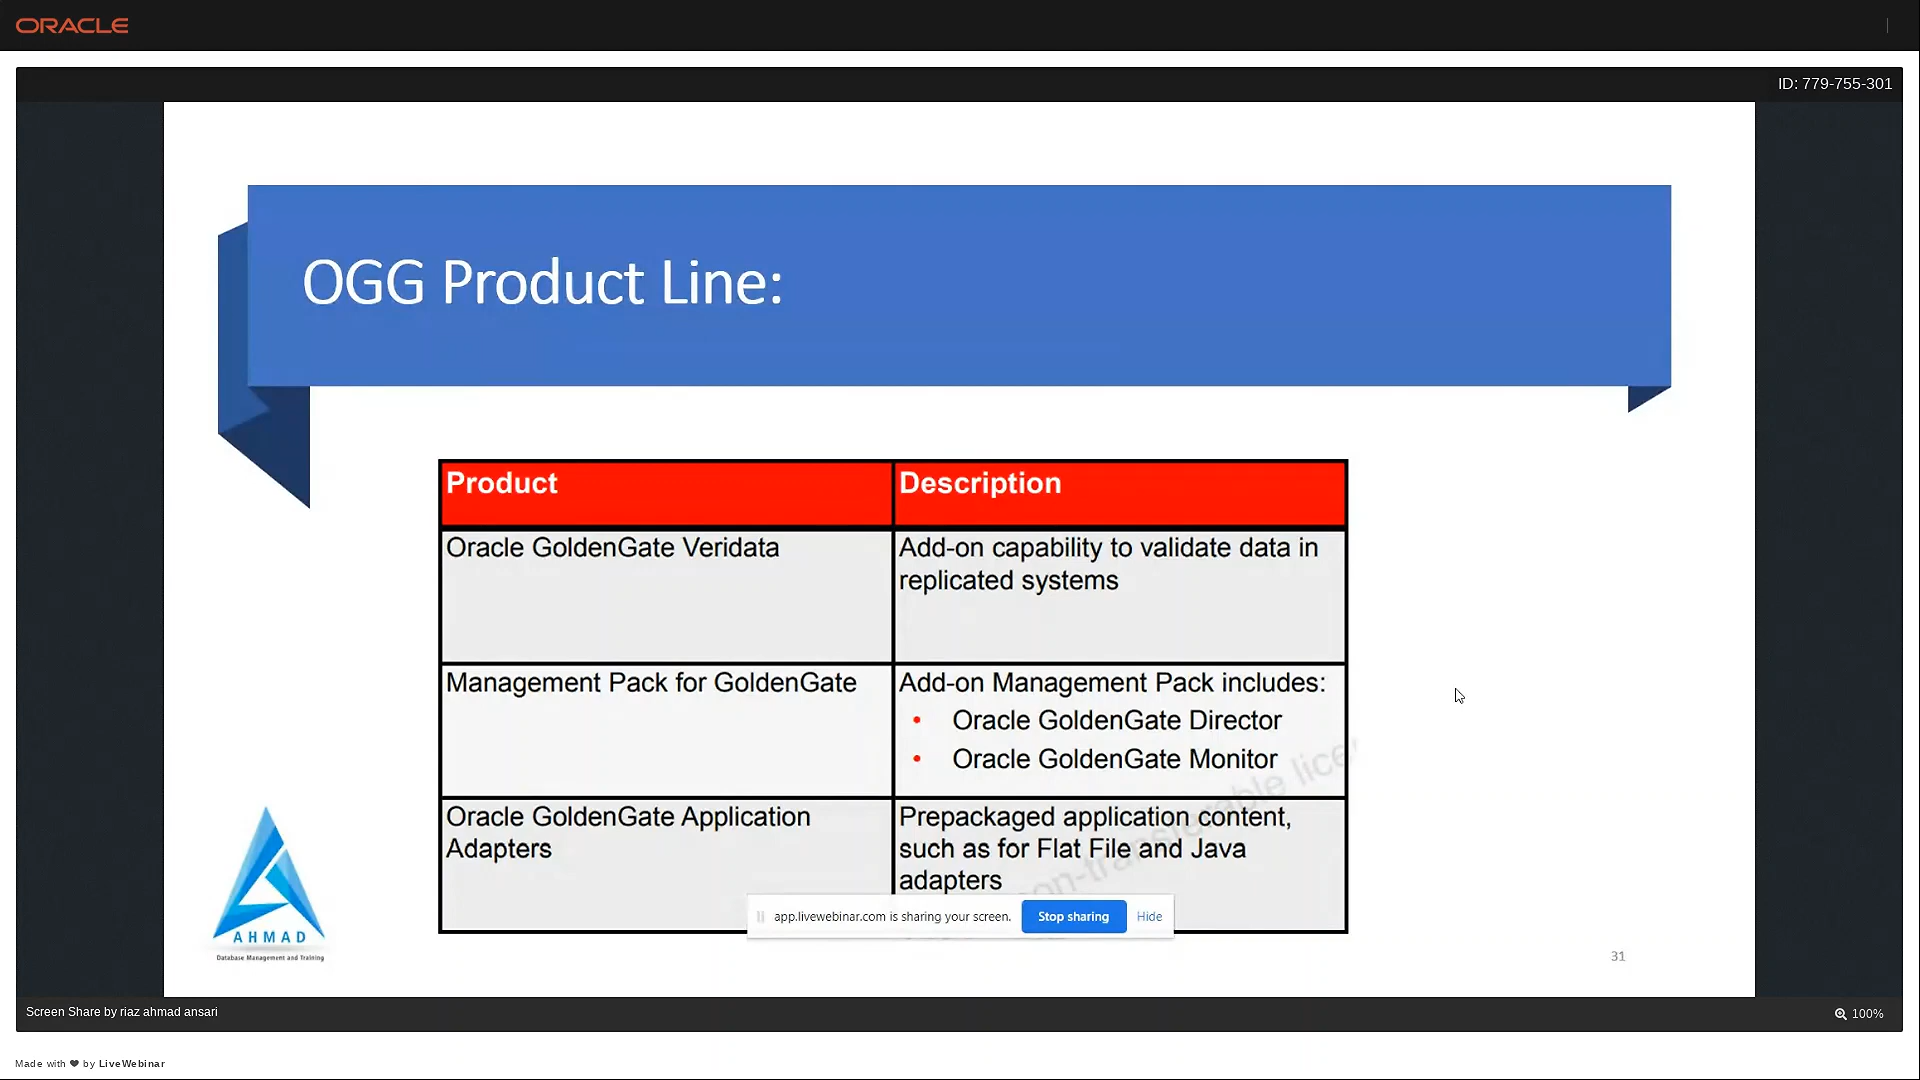 ORACLE
ID: 779-755-301
OGG Product Line:
Product
Description
Oracle GoldenGate Veridata
Add-on capability to validate data in
replicated systems
Management Pack for GoldenGate
Add-on Management Pack includes:
• Oracle GoldenGate Director
• Oracle GoldenGate Monitor
Oracle GoldenGate Application
Adapters
Prepackaged application content,
such as for Flat File and Java
adapters
app.livewebinar.com is sharing your screen.
Stop sharing
Hide
AHMAD
Database Management and Training
31
Screen Share by riaz ahmad ansari
100%
Made with ❤ by LiveWebinar